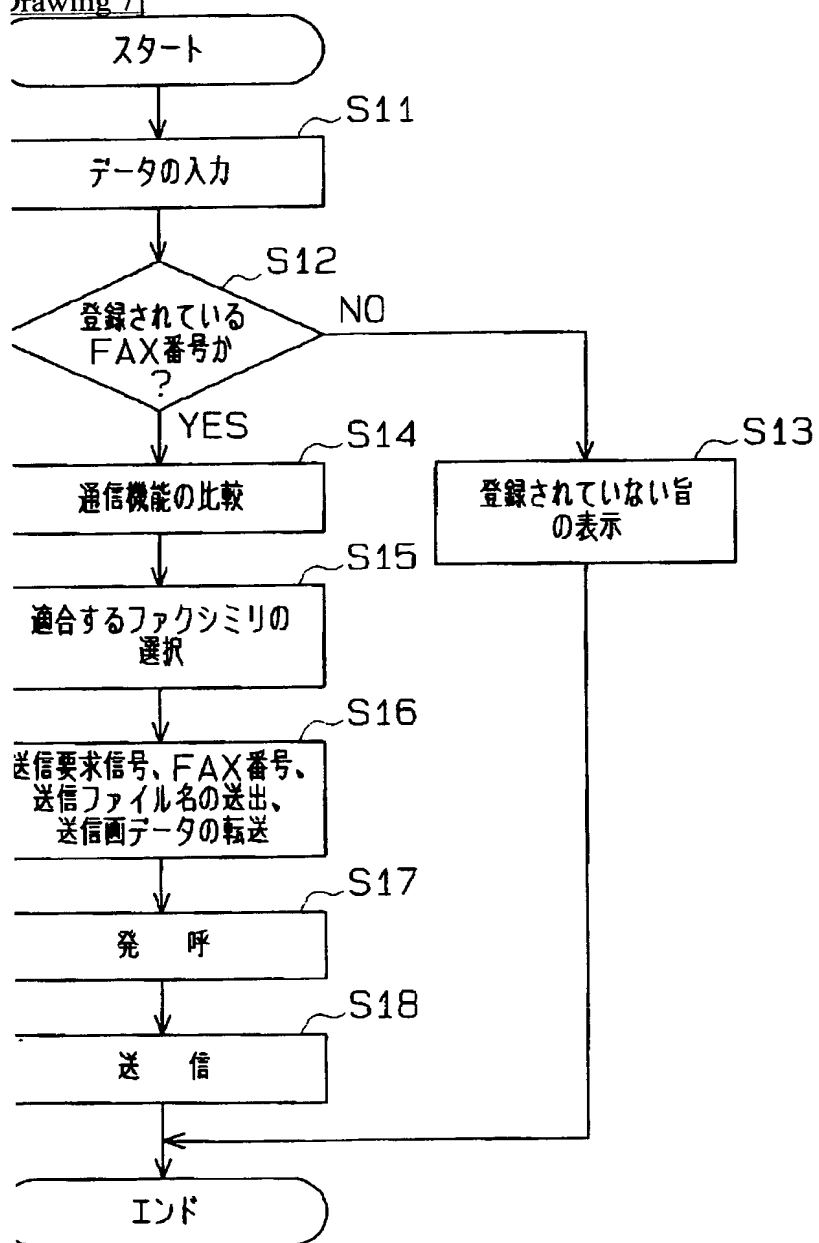 Drawing 7]
スタート
S11
データの入力
S12
登録されている
FAX番号か
?
NO
YES
S14
通信機能の比較
S13
登録されていない旨
の表示
S15
適合するファクシミリの
選択
S16
送信要求信号、FAX番号、
送信ファイル名の送出、
送信画データの転送
S17
発 呼
S18
送 信
エンド